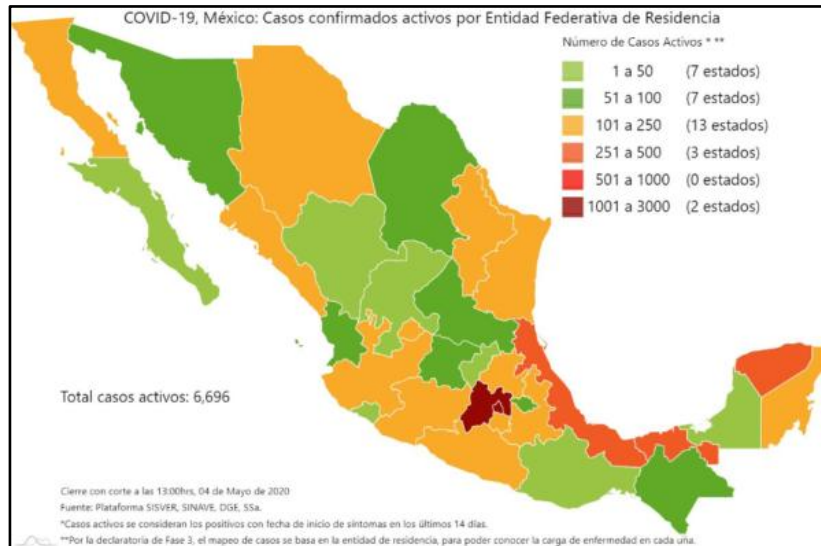 COVID-19, México: Casos confirmados activos por Entidad Federativa de Residencia
Número de Casos Activos * **
1 a 50 (7 estados)
51 a 100 (7 estados)
101 a 250 (13 estados)
251 a 500 (3 estados)
501 a 1000 (0 estados)
1001 a 3000 (2 estados)
Total casos activos: 6,696
Cierre con corte a las 13:00hrs, 04 de Mayo de 2020
Fuente: Plataforma SISVER, SINAVE, DGE, SSa.
*Casos activos se consideran los positivos con fecha de inicio de síntomas en los últimos 14 días.
**Por la declaratoria de Fase 3, el mapeo de casos se basa en la entidad de residencia, para poder conocer la carga de enfermedad en cada una.